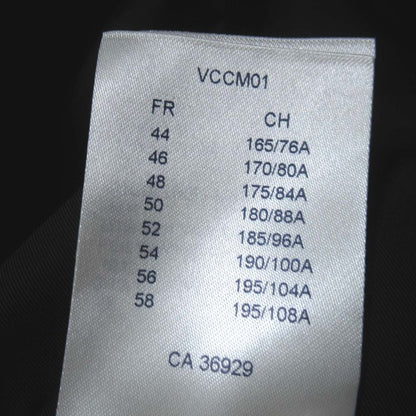 VCCM01
FR CH
44 165/76A
46 170/80A
48 175/84A
50 180/88A
52 185/96A
54 190/100A
56 195/104A
58 195/108A
CA 36929